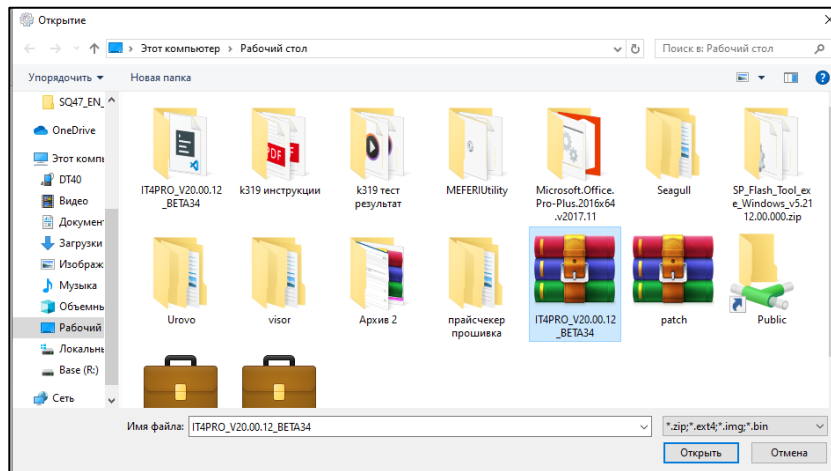 Открытие
Этот компьютер › Рабочий стол
Поиск в: Рабочий стол
Упорядочить
Новая папка
SQ47_EN_
OneDrive
Этот компь
DT40
Видео
Документ
Загрузки
Изображ
Музыка
Объемнь
Рабочий
Локальнь
Base (R:)
Сеть
IT4PRO_V20.00.12
_BETA34
k319 инструкции
k319 тест
результат
MEFERIUtility
Microsoft.Office.
Pro-Plus.2016x64
.v2017.11
Seagull
SP_Flash_Tool_ex
e_Windows_v5.21
12.00.000.zip
Urovo
visor
Архив 2
прайсчекер
прошивка
IT4PRO_V20.00.12
_BETA34
patch
Public
PDF
Имя файла: IT4PRO_V20.00.12_BETA34
*.zip;*.ext4;*.img;*.bin
Открыть
Отмена